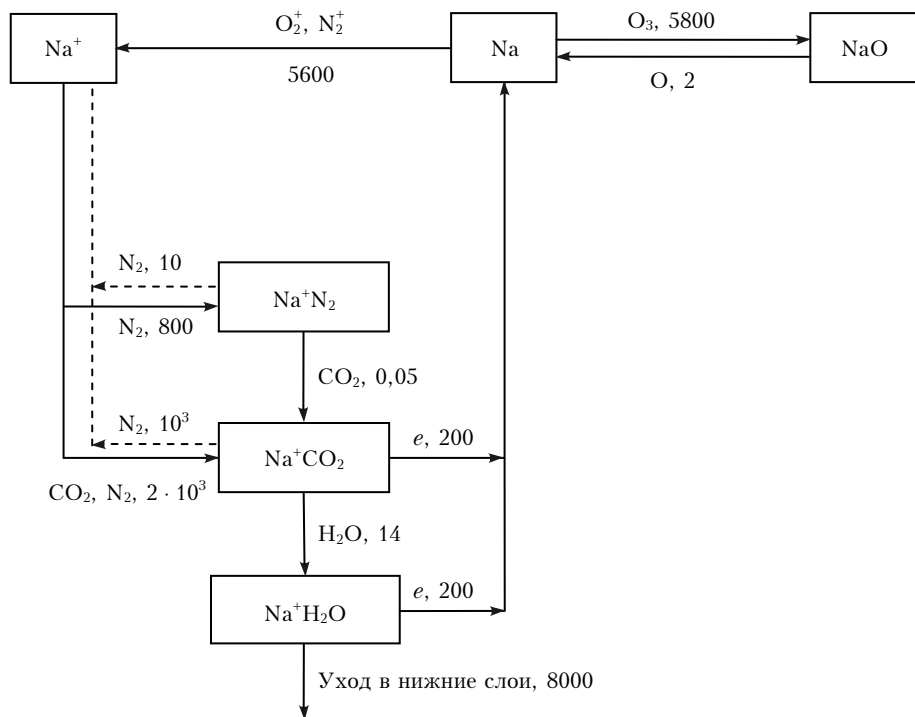 O₂⁺, N₂⁺
O₃, 5800
Na⁺
Na
NaO
5600
O, 2
N₂, 10
Na⁺N₂
N₂, 800
CO₂, 0,05
N₂, 10³
e, 200
Na⁺CO₂
CO₂, N₂, 2 · 10³
H₂O, 14
e, 200
Na⁺H₂O
Уход в нижние слои, 8000